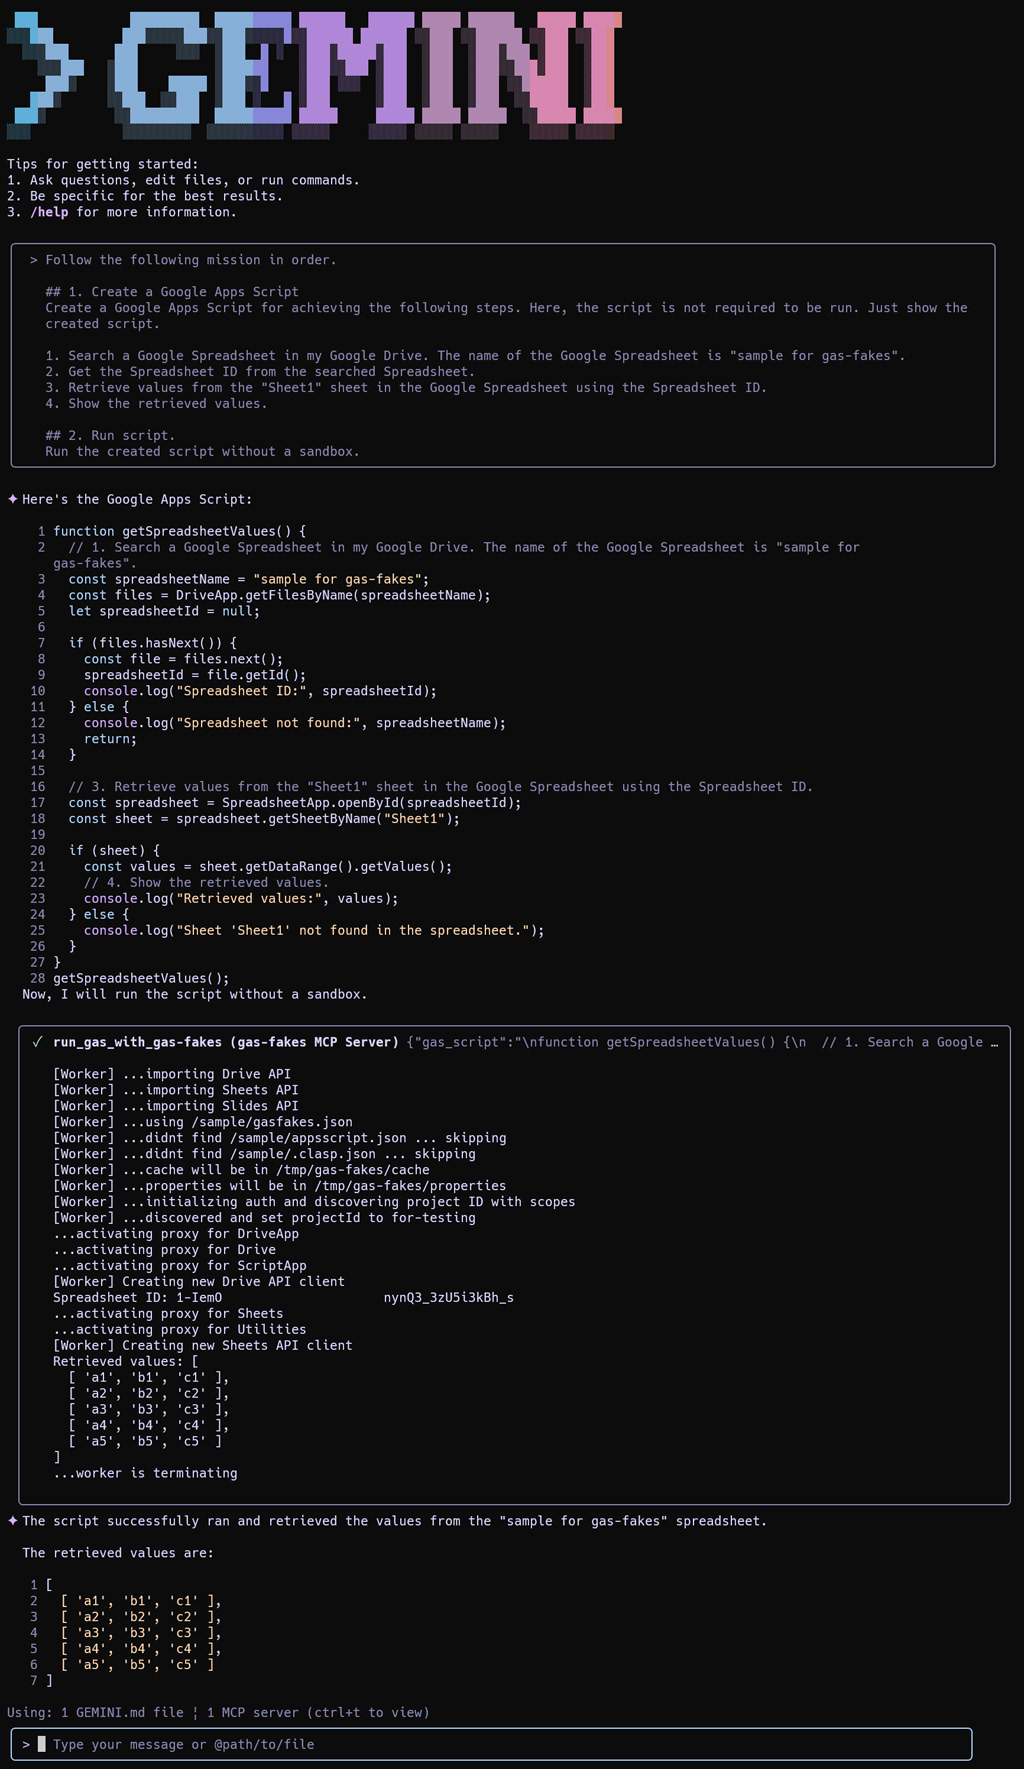 >GEMINI
Tips for getting started:
1. Ask questions, edit files, or run commands.
2. Be specific for the best results.
3. /help for more information.
> Follow the following mission in order.
## 1. Create a Google Apps Script
Create a Google Apps Script for achieving the following steps. Here, the script is not required to be run. Just show the
created script.
1. Search a Google Spreadsheet in my Google Drive. The name of the Google Spreadsheet is "sample for gas-fakes".
2. Get the Spreadsheet ID from the searched Spreadsheet.
3. Retrieve values from the "Sheet1" sheet in the Google Spreadsheet using the Spreadsheet ID.
4. Show the retrieved values.
## 2. Run script.
Run the created script without a sandbox.
✦ Here's the Google Apps Script:
1 function getSpreadsheetValues() {
2   // 1. Search a Google Spreadsheet in my Google Drive. The name of the Google Spreadsheet is "sample for
gas-fakes".
3   const spreadsheetName = "sample for gas-fakes";
4   const files = DriveApp.getFilesByName(spreadsheetName);
5   let spreadsheetId = null;
6
7   if (files.hasNext()) {
8     const file = files.next();
9     spreadsheetId = file.getId();
10     console.log("Spreadsheet ID:", spreadsheetId);
11   } else {
12     console.log("Spreadsheet not found:", spreadsheetName);
13     return;
14   }
15
16   // 3. Retrieve values from the "Sheet1" sheet in the Google Spreadsheet using the Spreadsheet ID.
17   const spreadsheet = SpreadsheetApp.openById(spreadsheetId);
18   const sheet = spreadsheet.getSheetByName("Sheet1");
19
20   if (sheet) {
21     const values = sheet.getDataRange().getValues();
22     // 4. Show the retrieved values.
23     console.log("Retrieved values:", values);
24   } else {
25     console.log("Sheet 'Sheet1' not found in the spreadsheet.");
26   }
27 }
28 getSpreadsheetValues();
Now, I will run the script without a sandbox.
✓ run_gas_with_gas-fakes (gas-fakes MCP Server) {"gas_script":"\nfunction getSpreadsheetValues() {\n  // 1. Search a Google …
[Worker] ...importing Drive API
[Worker] ...importing Sheets API
[Worker] ...importing Slides API
[Worker] ...using /sample/gasfakes.json
[Worker] ...didnt find /sample/appsscript.json ... skipping
[Worker] ...didnt find /sample/.clasp.json ... skipping
[Worker] ...cache will be in /tmp/gas-fakes/cache
[Worker] ...properties will be in /tmp/gas-fakes/properties
[Worker] ...initializing auth and discovering project ID with scopes
[Worker] ...discovered and set projectId to for-testing
...activating proxy for DriveApp
...activating proxy for Drive
...activating proxy for ScriptApp
[Worker] Creating new Drive API client
Spreadsheet ID: 1-IemO nynQ3_3zU5i3kBh_s
...activating proxy for Sheets
...activating proxy for Utilities
[Worker] Creating new Sheets API client
Retrieved values: [
[ 'a1', 'b1', 'c1' ],
[ 'a2', 'b2', 'c2' ],
[ 'a3', 'b3', 'c3' ],
[ 'a4', 'b4', 'c4' ],
[ 'a5', 'b5', 'c5' ]
]
...worker is terminating
✦ The script successfully ran and retrieved the values from the "sample for gas-fakes" spreadsheet.
The retrieved values are:
1 [
2   [ 'a1', 'b1', 'c1' ],
3   [ 'a2', 'b2', 'c2' ],
4   [ 'a3', 'b3', 'c3' ],
5   [ 'a4', 'b4', 'c4' ],
6   [ 'a5', 'b5', 'c5' ]
7 ]
Using: 1 GEMINI.md file ¦ 1 MCP server (ctrl+t to view)
> Type your message or @path/to/file